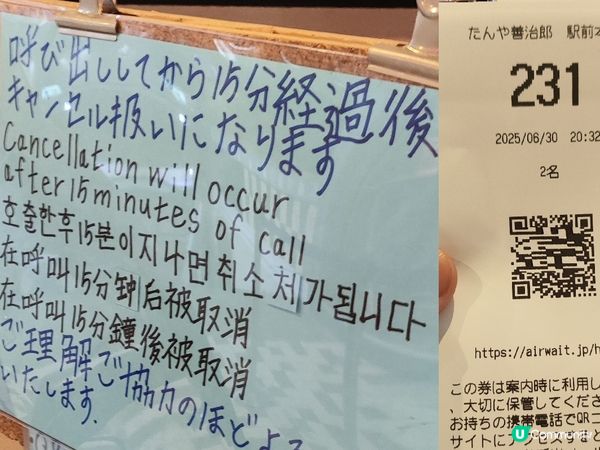 呼び出ししてから15分経過後
キャンセル扱いになります
Cancellation will occur
after 15 minutes of call
호출한후 15분이 지나면 취소 처가됩니다
在呼叫15分钟后被取消
在呼叫15分鐘後被取消
ご理解ご協力のほどよ
いたします.
たんや善治郎 駅前本
231
2025/06/30 20:32
2名
https://airwait.jp/h
この券は案内時に利用し
、大切に保管してくださ
お持ちの携帯電話でQRコ
サイトにアクセス
U Community